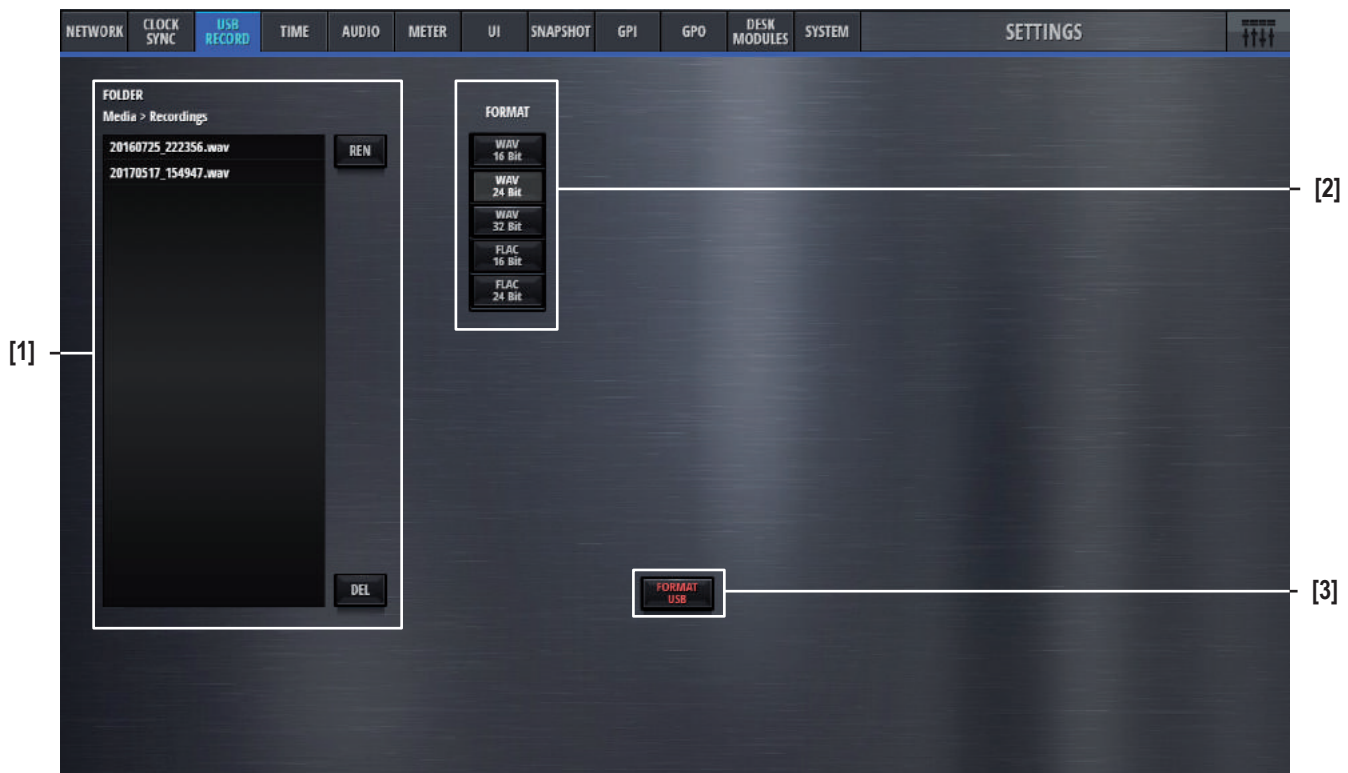 NETWORK
CLOCK
SYNC
USB
RECORD
TIME
AUDIO
METER
UI
SNAPSHOT
GPI
GPO
DESK
MODULES
SYSTEM
SETTINGS
FOLDER
Media > Recordings
20160725_222356.wav
20170517_154947.wav
REN
DEL
FORMAT
WAV
16 Bit
WAV
24 Bit
WAV
32 Bit
FLAC
16 Bit
FLAC
24 Bit
[2]
[1]
FORMAT
USB
[3]